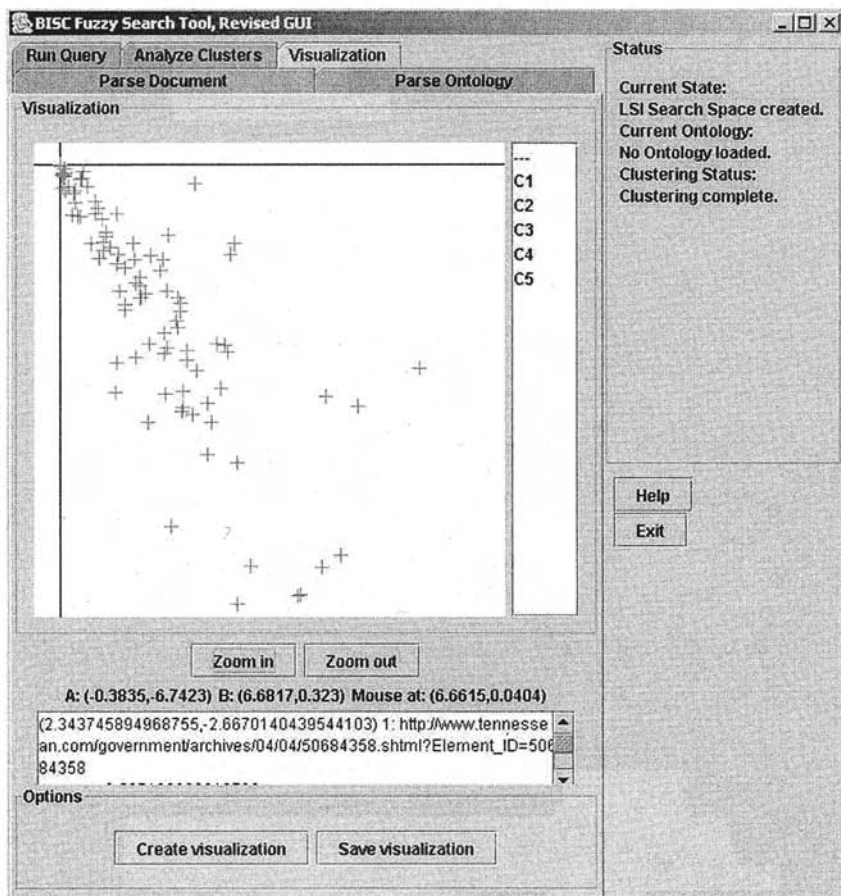 BISC Fuzzy Search Tool, Revised GUI
Run Query Analyze Clusters Visualization
Parse Document Parse Ontology
Visualization
---
C1
C2
C3
C4
C5
Zoom in Zoom out
A: (-0.3835,-6.7423) B: (6.6817,0.323) Mouse at: (6.6615,0.0404)
(2.343745894968755,-2.6670140439544103) 1: http://www.tennesse
an.com/government/archives/04/04/50684358.shtml?Element_ID=506
84358
Options
Create visualization Save visualization
Status
Current State:
LSI Search Space created.
Current Ontology:
No Ontology loaded.
Clustering Status:
Clustering complete.
Help
Exit